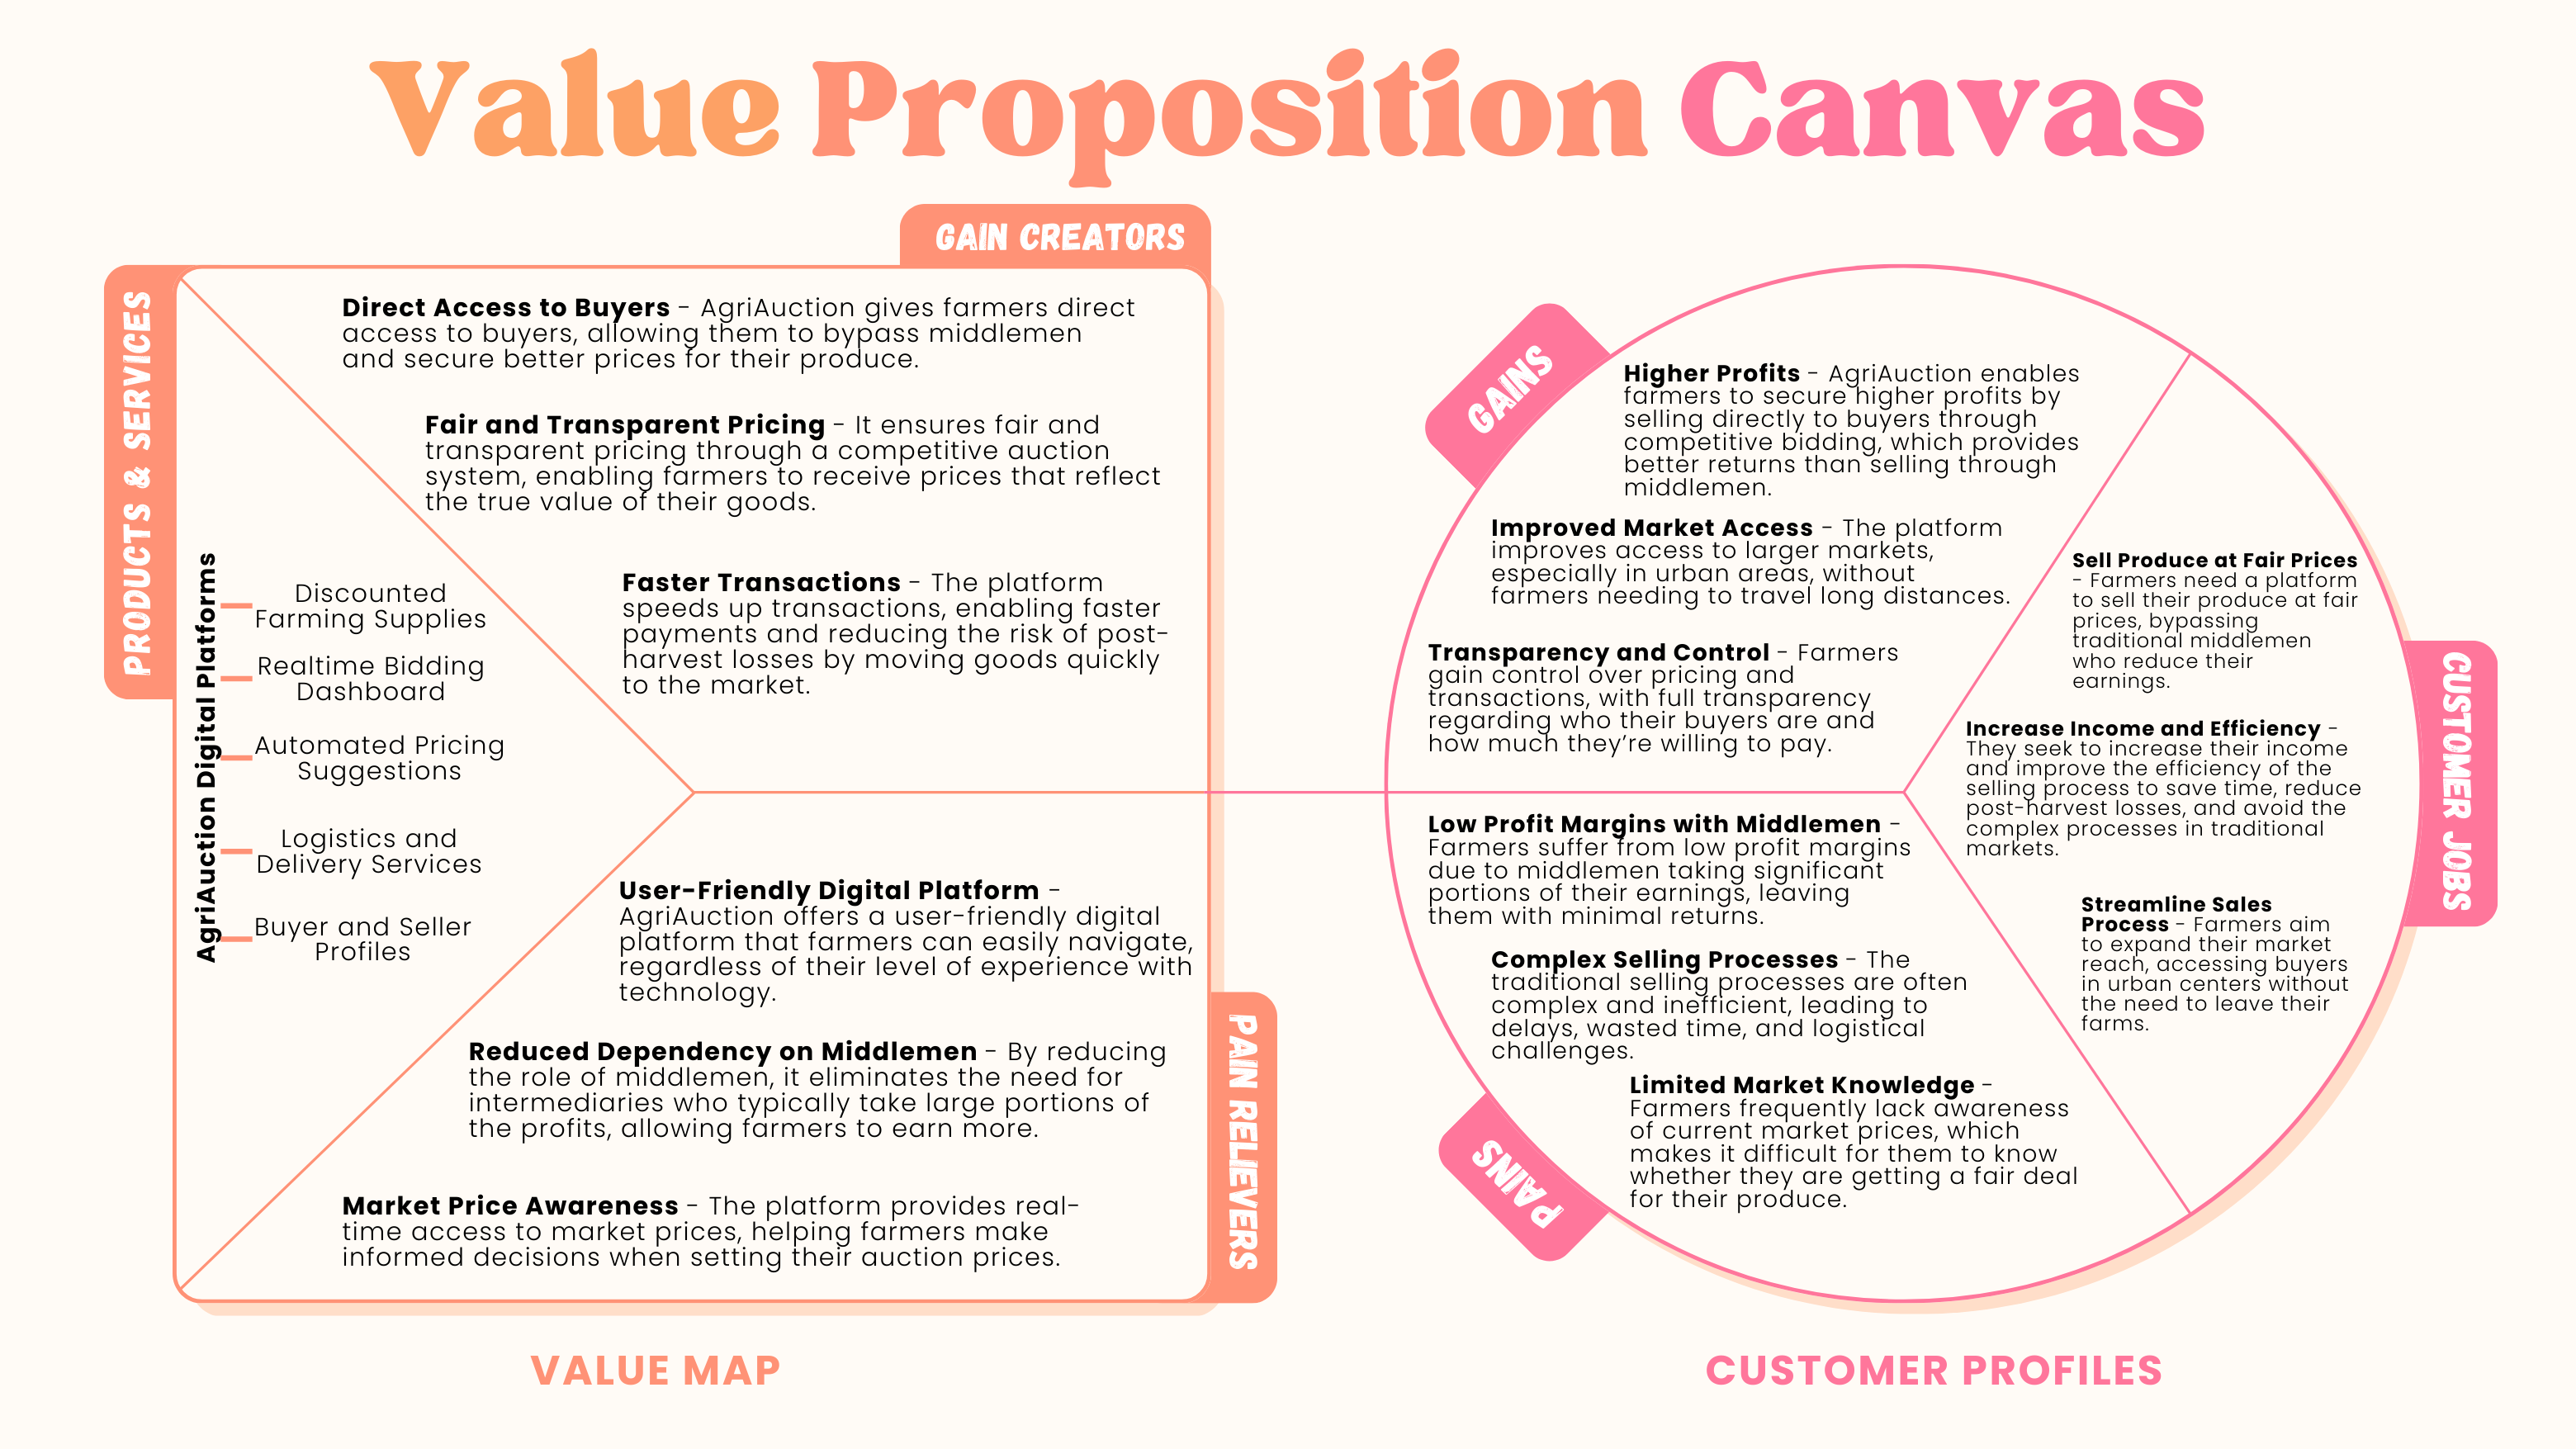 Value Proposition Canvas
GAIN CREATORS
PRODUCTS & SERVICES
Direct Access to Buyers - AgriAuction gives farmers direct
access to buyers, allowing them to bypass middlemen
and secure better prices for their produce.
Fair and Transparent Pricing - It ensures fair and
transparent pricing through a competitive auction
system, enabling farmers to receive prices that reflect
the true value of their goods.
Faster Transactions - The platform
speeds up transactions, enabling faster
payments and reducing the risk of post-
harvest losses by moving goods quickly
to the market.
AgriAuction Digital Platforms
Discounted
Farming Supplies
Realtime Bidding
Dashboard
Automated Pricing
Suggestions
Logistics and
Delivery Services
Buyer and Seller
Profiles
User-Friendly Digital Platform -
AgriAuction offers a user-friendly digital
platform that farmers can easily navigate,
regardless of their level of experience with
technology.
Reduced Dependency on Middlemen - By reducing
the role of middlemen, it eliminates the need for
intermediaries who typically take large portions of
the profits, allowing farmers to earn more.
Market Price Awareness - The platform provides real-
time access to market prices, helping farmers make
informed decisions when setting their auction prices.
PAIN RELIEVERS
VALUE MAP
GAINS
Higher Profits - AgriAuction enables
farmers to secure higher profits by
selling directly to buyers through
competitive bidding, which provides
better returns than selling through
middlemen.
Improved Market Access - The platform
improves access to larger markets,
especially in urban areas, without
farmers needing to travel long distances.
Transparency and Control - Farmers
gain control over pricing and
transactions, with full transparency
regarding who their buyers are and
how much they're willing to pay.
Low Profit Margins with Middlemen -
Farmers suffer from low profit margins
due to middlemen taking significant
portions of their earnings, leaving
them with minimal returns.
Complex Selling Processes - The
traditional selling processes are often
complex and inefficient, leading to
delays, wasted time, and logistical
challenges.
Limited Market Knowledge -
Farmers frequently lack awareness
of current market prices, which
makes it difficult for them to know
whether they are getting a fair deal
for their produce.
PAINS
Sell Produce at Fair Prices
- Farmers need a platform
to sell their produce at fair
prices, bypassing
traditional middlemen
who reduce their
earnings.
Increase Income and Efficiency -
They seek to increase their income
and improve the efficiency of the
selling process to save time, reduce
post-harvest losses, and avoid the
complex processes in traditional
markets.
Streamline Sales
Process - Farmers aim
to expand their market
reach, accessing buyers
in urban centers without
the need to leave their
farms.
CUSTOMER JOBS
CUSTOMER PROFILES